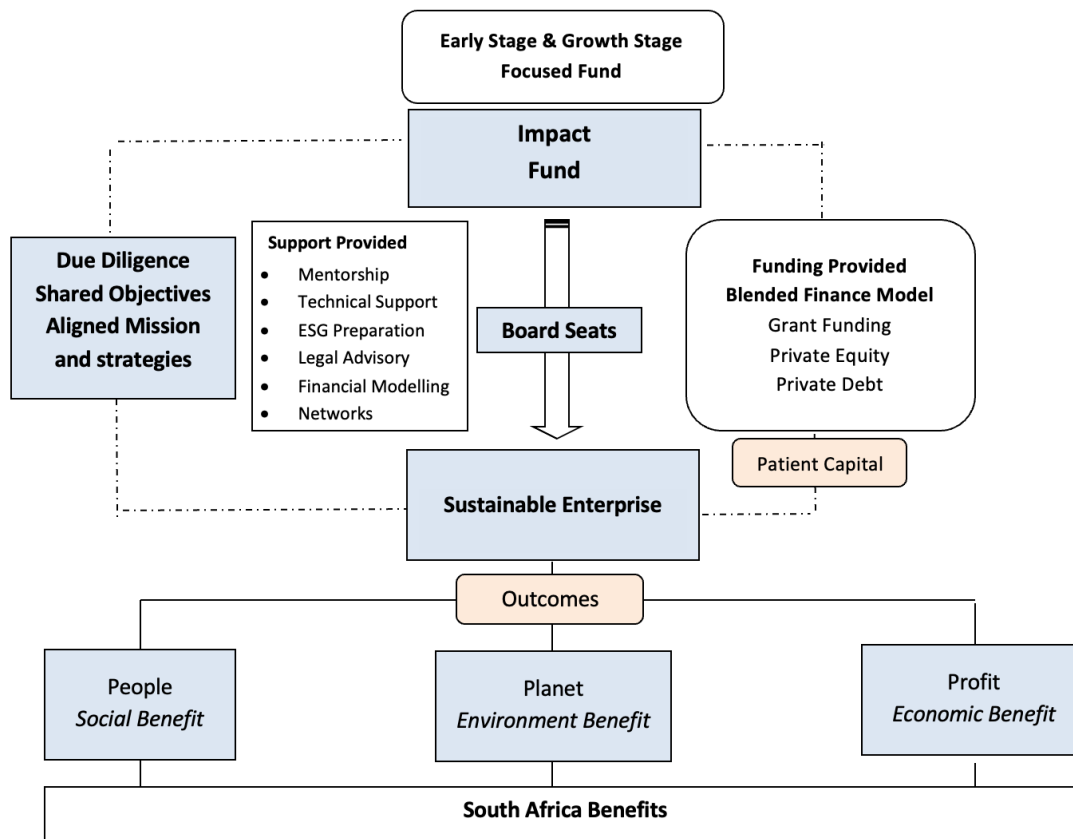 Early Stage & Growth Stage
Focused Fund
Impact
Fund
Due Diligence
Shared Objectives
Aligned Mission
and strategies
Support Provided
• Mentorship
• Technical Support
• ESG Preparation
• Legal Advisory
• Financial Modelling
• Networks
Board Seats
Funding Provided
Blended Finance Model
Grant Funding
Private Equity
Private Debt
Patient Capital
Sustainable Enterprise
Outcomes
People
Social Benefit
Planet
Environment Benefit
Profit
Economic Benefit
South Africa Benefits